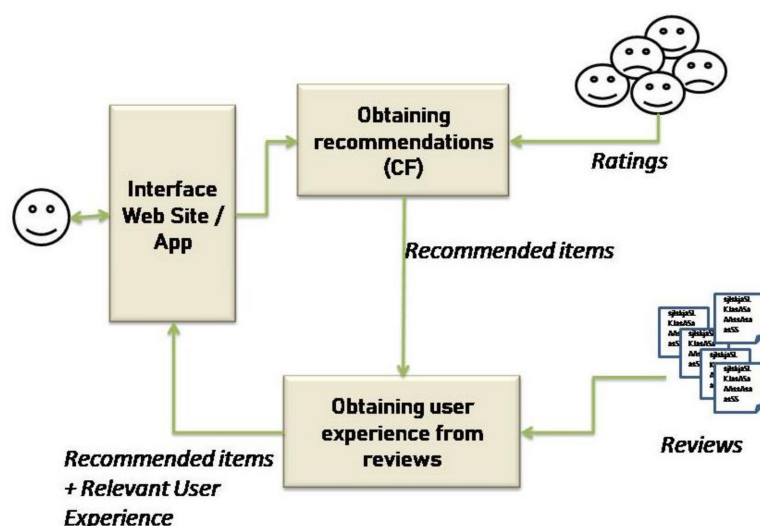 Obtaining
recommendations
(CF)
Ratings
Interface
Web Site /
App
Recommended items
Obtaining user
experience from
reviews
Reviews
Recommended items
+ Relevant User
Experience